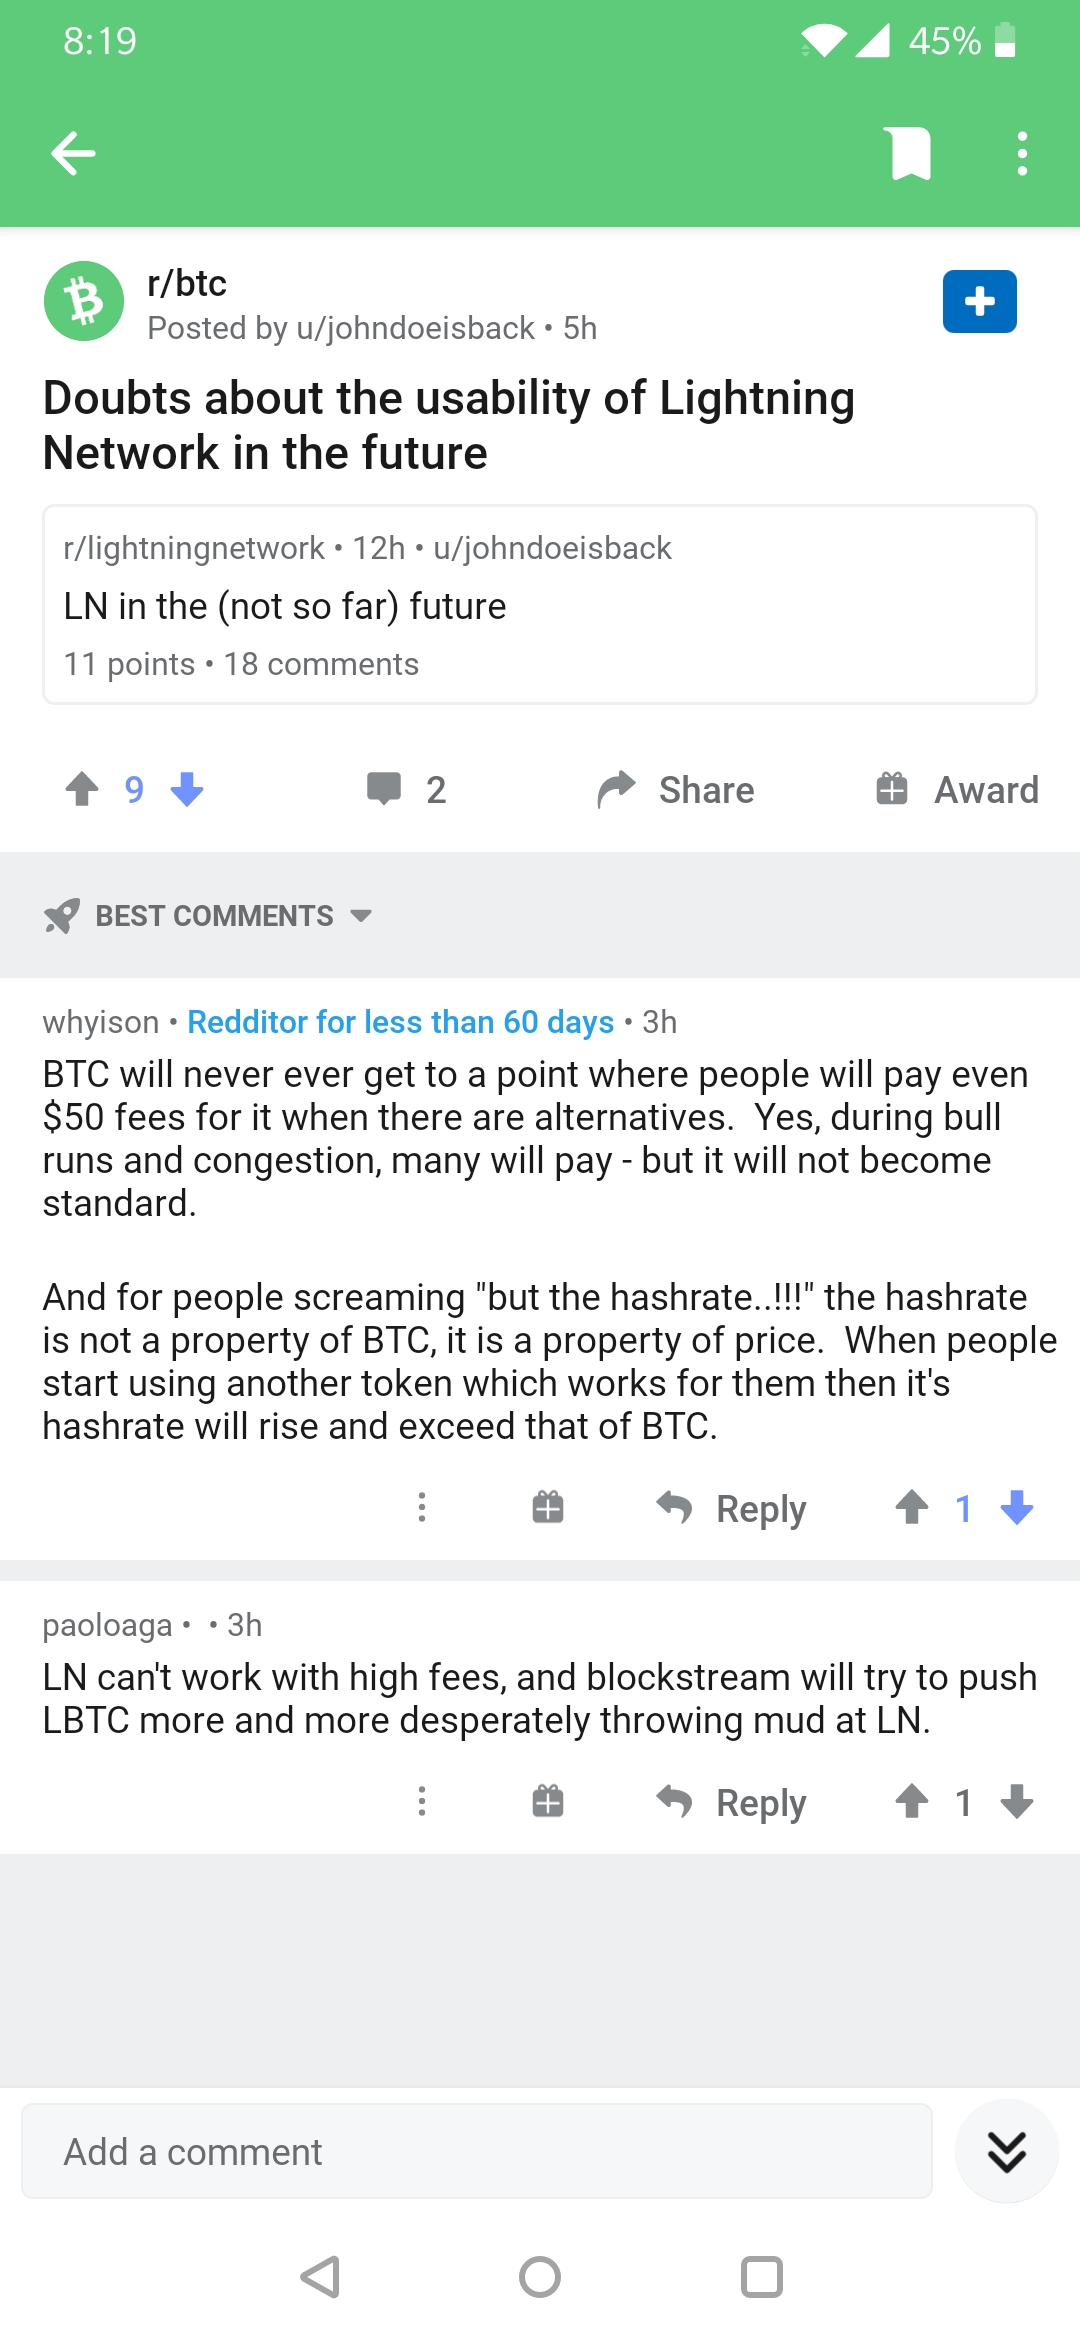 8:19
45%
r/btc
Posted by u/johndoeisback • 5h
Doubts about the usability of Lightning
Network in the future
r/lightningnetwork • 12h • u/johndoeisback
LN in the (not so far) future
11 points • 18 comments
9
2
Share
Award
BEST COMMENTS
whyison • Redditor for less than 60 days • 3h
BTC will never ever get to a point where people will pay even
$50 fees for it when there are alternatives.  Yes, during bull
runs and congestion, many will pay - but it will not become
standard.
And for people screaming "but the hashrate..!!!" the hashrate
is not a property of BTC, it is a property of price.  When people
start using another token which works for them then it's
hashrate will rise and exceed that of BTC.
Reply
1
paoloaga •  • 3h
LN can't work with high fees, and blockstream will try to push
LBTC more and more desperately throwing mud at LN.
Reply
1
Add a comment